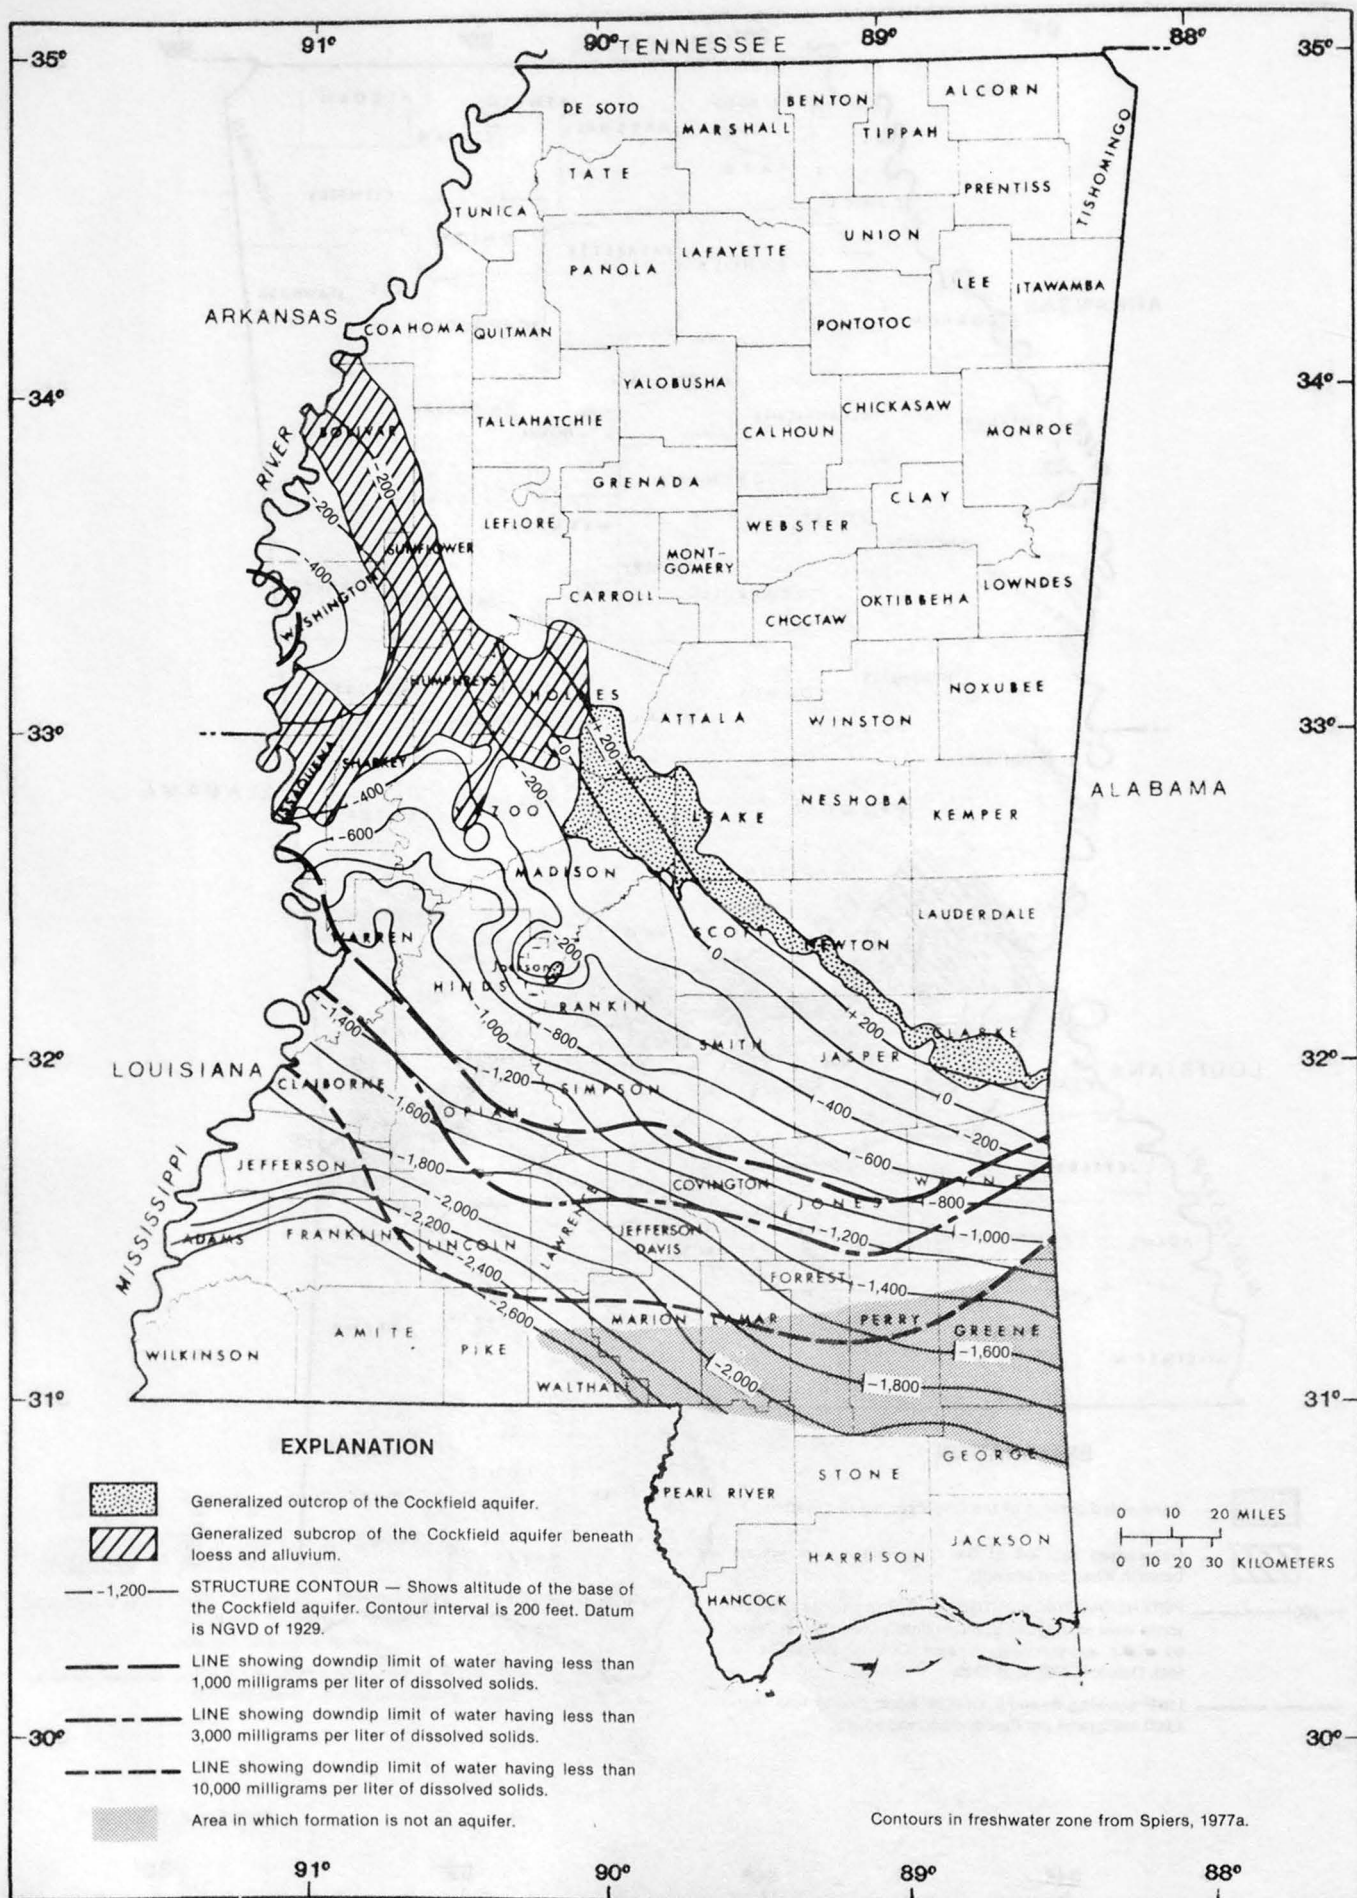 91° 90° 89° 88°
TENNESSEE
35° 35°
DE SOTO BENTON ALCORN
MARSHALL TIPPAH
TATE TISHOMINGO
PRENTISS
TUNICA
UNION
LAFAYETTE
PANOLA LEE ITAWAMBA
ARKANSAS
COAHOMA QUITMAN PONTOTOC
34° 34°
YALOBUSHA
TALLAHATCHIE CHICKASAW
BOLIVAR CALHOUN MONROE
RIVER
-200 GRENADA
-200 CLAY
LEFLORE WEBSTER
SUNFLOWER MONT-
GOMERY
-400
WASHINGTON CARROLL OKTIBBEHA LOWNDES
CHOCTAW
HUMPHREYS HOLMES NOXUBEE
ATTALA WINSTON
33° 33°
+200
0
ISSAQUENA SHARKEY
-200
-400 ALABAMA
NESHOBA
LEAKE KEMPER
-600
MADISON
LAUDERDALE
WARREN SCOTT NEWTON
-200 0
Jackson
HINDS
RANKIN
-1,400 -1,000 -800 +200
CLARKE
SMITH JASPER
32° 32°
LOUISIANA
-1,200
CLAIBORNE SIMPSON
-1,600 COPIAH -400 0
-200
-600
-1,800
JEFFERSON
COVINGTON WAYNE
-2,000 JONES -800
LAWRENCE
-2,200 -1,200 -1,000
MISSISSIPPI
ADAMS FRANKLIN LINCOLN JEFFERSON
DAVIS
-2,400 FORREST -1,400
-2,600
MARION LAMAR PERRY GREENE
AMITE PIKE
WILKINSON -1,600
-2,000 -1,800
WALTHALL
31° 31°
GEORGE
STONE
PEARL RIVER
JACKSON
HARRISON
HANCOCK
0 10 20 MILES
0 10 20 30 KILOMETERS
EXPLANATION
Generalized outcrop of the Cockfield aquifer.
Generalized subcrop of the Cockfield aquifer beneath
loess and alluvium.
-1,200 STRUCTURE CONTOUR — Shows altitude of the base of
the Cockfield aquifer. Contour interval is 200 feet. Datum
is NGVD of 1929.
LINE showing downdip limit of water having less than
1,000 milligrams per liter of dissolved solids.
LINE showing downdip limit of water having less than
3,000 milligrams per liter of dissolved solids.
30° 30°
LINE showing downdip limit of water having less than
10,000 milligrams per liter of dissolved solids.
Area in which formation is not an aquifer.
Contours in freshwater zone from Spiers, 1977a.
91° 90° 89° 88°